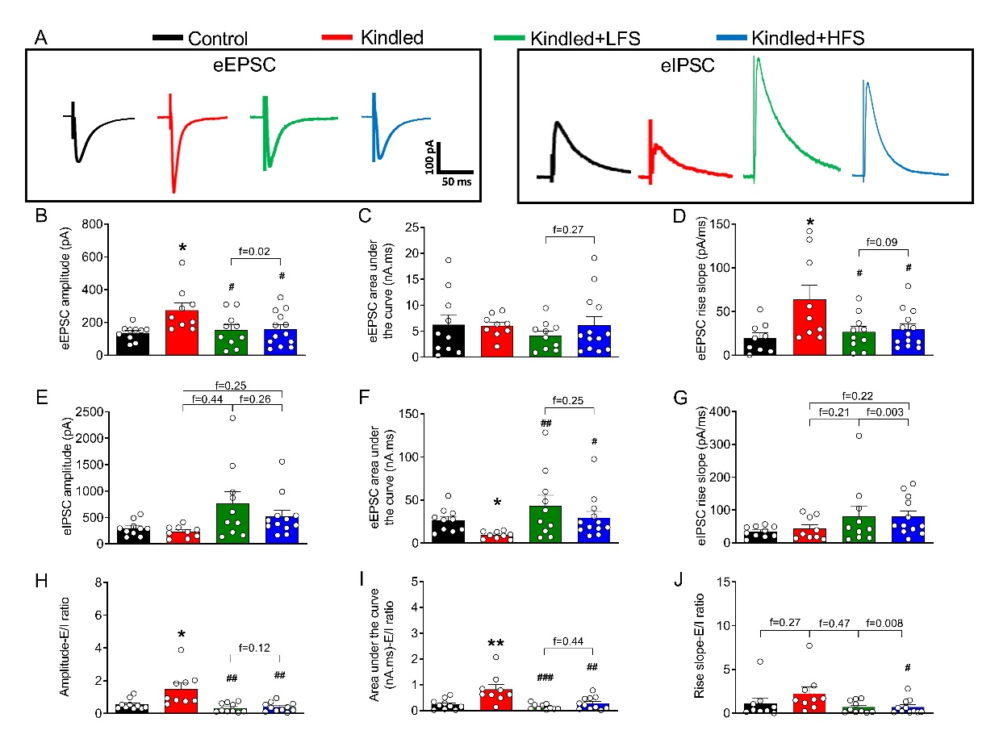 A
Control
Kindled
Kindled+LFS
Kindled+HFS
eEPSC
eIPSC
100 pA
50 ms
B
eEPSC amplitude (pA)
800
600
400
200
0
*
#
f=0.02
#
C
eEPSC area under
the curve (nA.ms)
25
20
15
10
5
0
f=0.27
D
eEPSC rise slope (pA/ms)
150
100
50
0
*
#
f=0.09
#
E
eIPSC amplitude (pA)
2500
2000
1500
1000
500
0
f=0.25
f=0.44
f=0.26
F
eEPSC area under
the curve (nA.ms)
150
100
50
0
*
##
f=0.25
#
G
eIPSC rise slope (pA/ms)
400
300
200
100
0
f=0.22
f=0.21
f=0.003
H
Amplitude-E/I ratio
8
6
4
2
0
*
##
f=0.12
##
I
Area under the curve
(nA.ms)-E/I ratio
5
4
3
2
1
0
**
###
f=0.44
##
J
Rise slope-E/I ratio
15
10
5
0
f=0.27
f=0.47
f=0.008
#